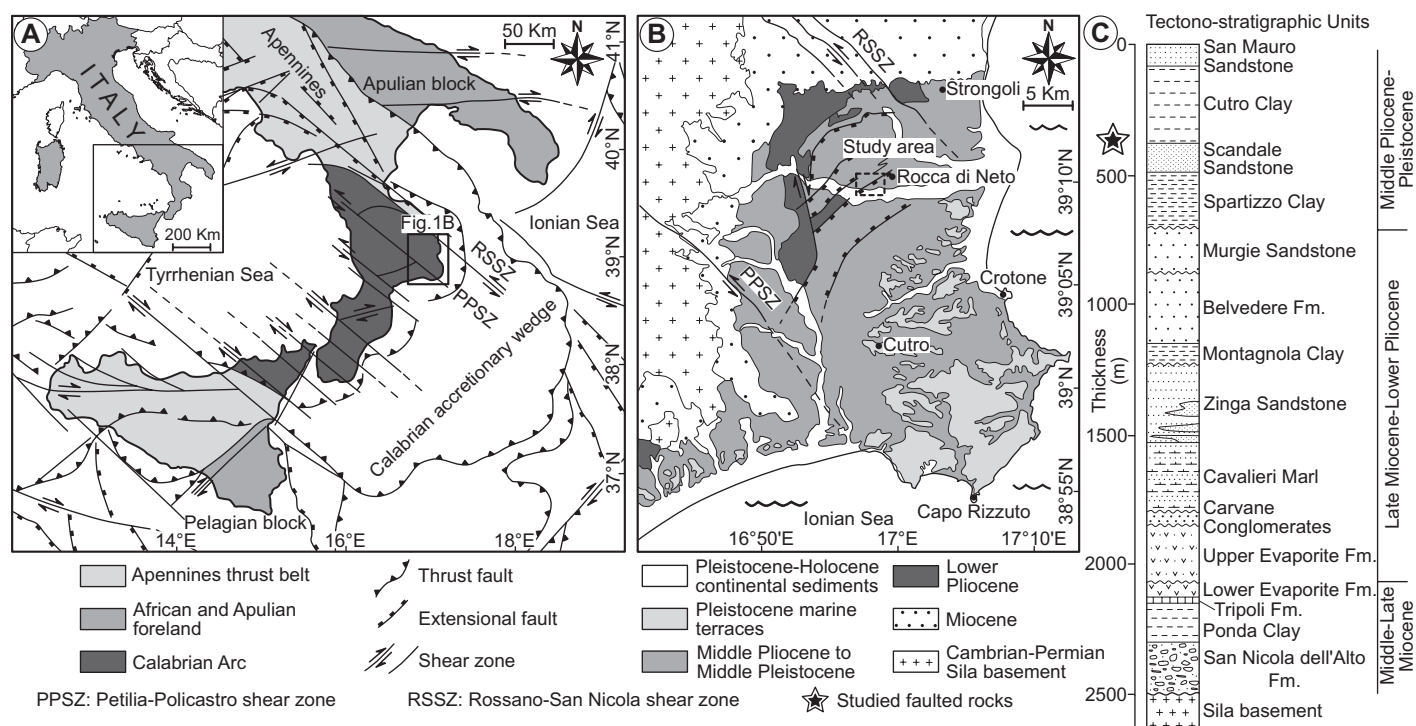 A
50 Km
N
41°N
40°N
39°N
38°N
37°N
ITALY
200 Km
Apennines
Apulian block
Ionian Sea
Fig.1B
RSSZ
PPSZ
Tyrrhenian Sea
Calabrian accretionary wedge
Pelagian block
14°E
16°E
18°E
B
N
5 Km
RSSZ
Strongoli
Study area
Rocca di Neto
PPSZ
Crotone
Cutro
Capo Rizzuto
Ionian Sea
39°10'N
39°05'N
39°N
38°55'N
16°50'E
17°E
17°10'E
C
Tectono-stratigraphic Units
Thickness
(m)
0
500
1000
1500
2000
2500
San Mauro
Sandstone
Cutro Clay
Scandale
Sandstone
Spartizzo Clay
Murgie Sandstone
Belvedere Fm.
Montagnola Clay
Zinga Sandstone
Cavalieri Marl
Carvane
Conglomerates
Upper Evaporite Fm.
Lower Evaporite Fm.
Tripoli Fm.
Ponda Clay
San Nicola dell'Alto
Fm.
Sila basement
Middle Pliocene-
Pleistocene
Late Miocene-Lower Pliocene
Middle-Late
Miocene
Apennines thrust belt
African and Apulian
foreland
Calabrian Arc
Thrust fault
Extensional fault
Shear zone
Pleistocene-Holocene
continental sediments
Pleistocene marine
terraces
Middle Pliocene to
Middle Pleistocene
Lower
Pliocene
Miocene
Cambrian-Permian
Sila basement
PPSZ: Petilia-Policastro shear zone
RSSZ: Rossano-San Nicola shear zone
Studied faulted rocks